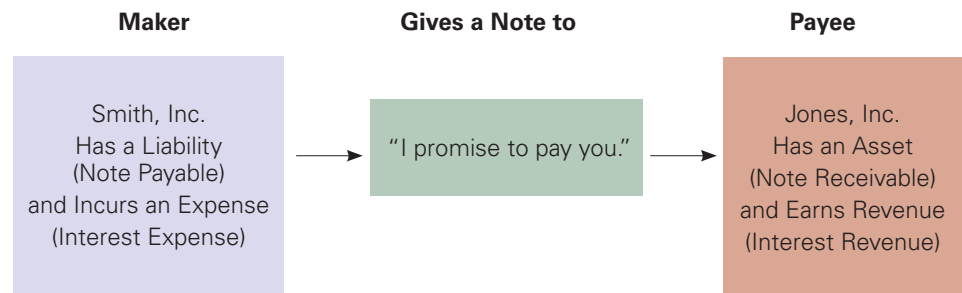 Maker
Gives a Note to
Payee
Smith, Inc.
Has a Liability
(Note Payable)
and Incurs an Expense
(Interest Expense)
“I promise to pay you.”
Jones, Inc.
Has an Asset
(Note Receivable)
and Earns Revenue
(Interest Revenue)